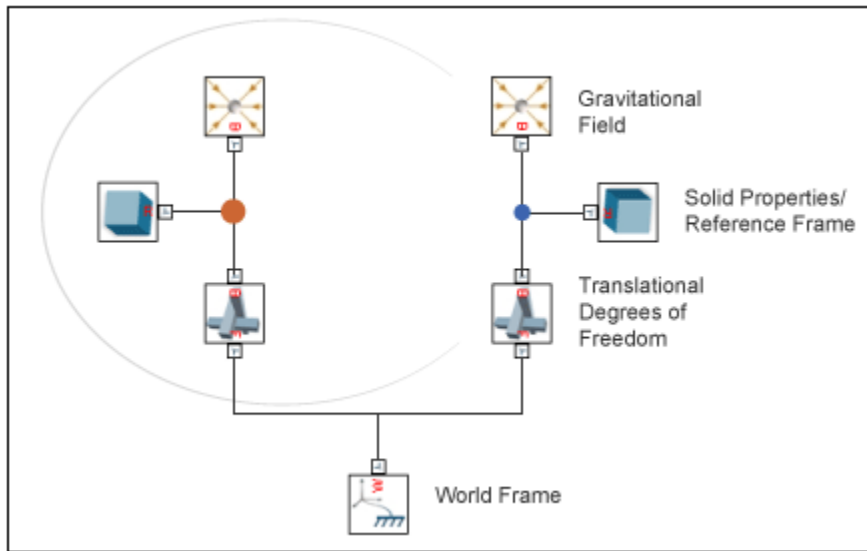 Gravitational
Field
Solid Properties/
Reference Frame
Translational
Degrees of
Freedom
World Frame